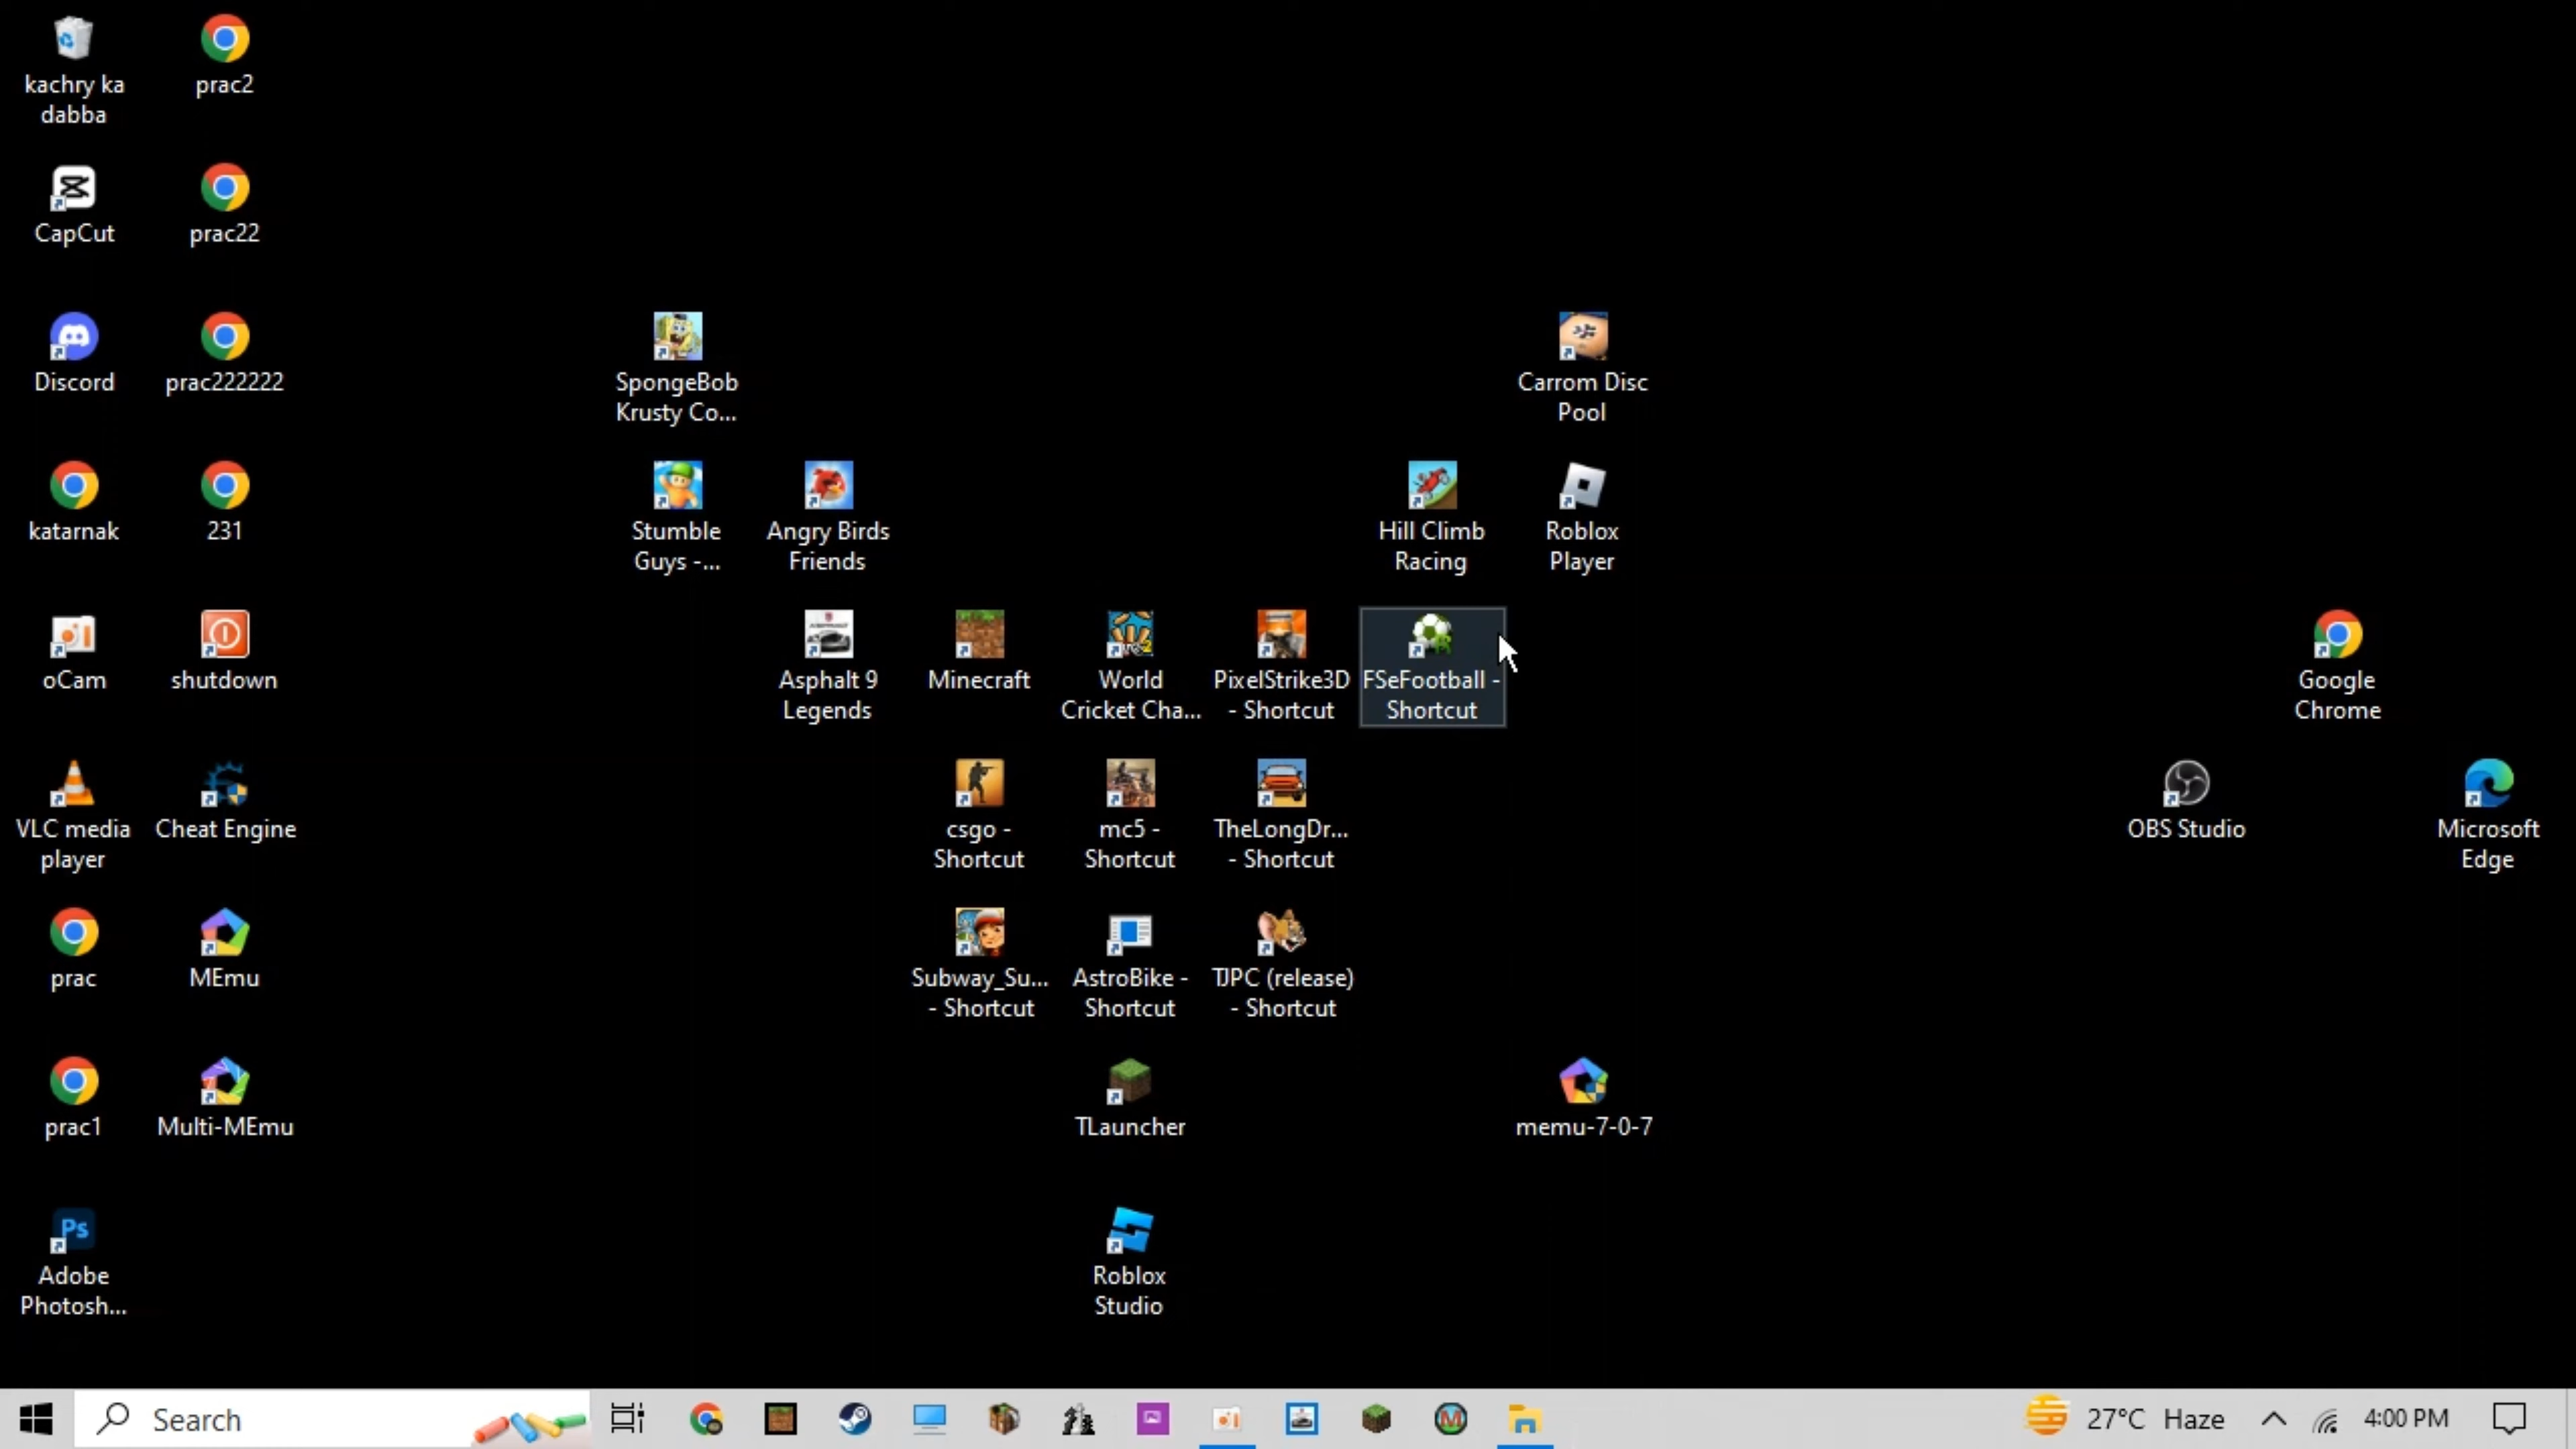 kachry ka
dabba
prac2
CapCut
prac22
Discord
prac222222
SpongeBob
Krusty Co...
Carrom Disc
Pool
katarnak
231
Stumble
Guys -...
Angry Birds
Friends
Hill Climb
Racing
Roblox
Player
oCam
shutdown
Asphalt 9
Legends
Minecraft
World
Cricket Cha...
PixelStrike3D
- Shortcut
FSeFootball -
Shortcut
Google
Chrome
VLC media
player
Cheat Engine
csgo -
Shortcut
mc5 -
Shortcut
TheLongDr...
- Shortcut
OBS Studio
Microsoft
Edge
prac
MEmu
Subway_Su...
- Shortcut
AstroBike -
Shortcut
TJPC (release)
- Shortcut
prac1
Multi-MEmu
TLauncher
memu-7-0-7
Ps
Adobe
Photosh...
Roblox
Studio
Search
27°C Haze
4:00 PM